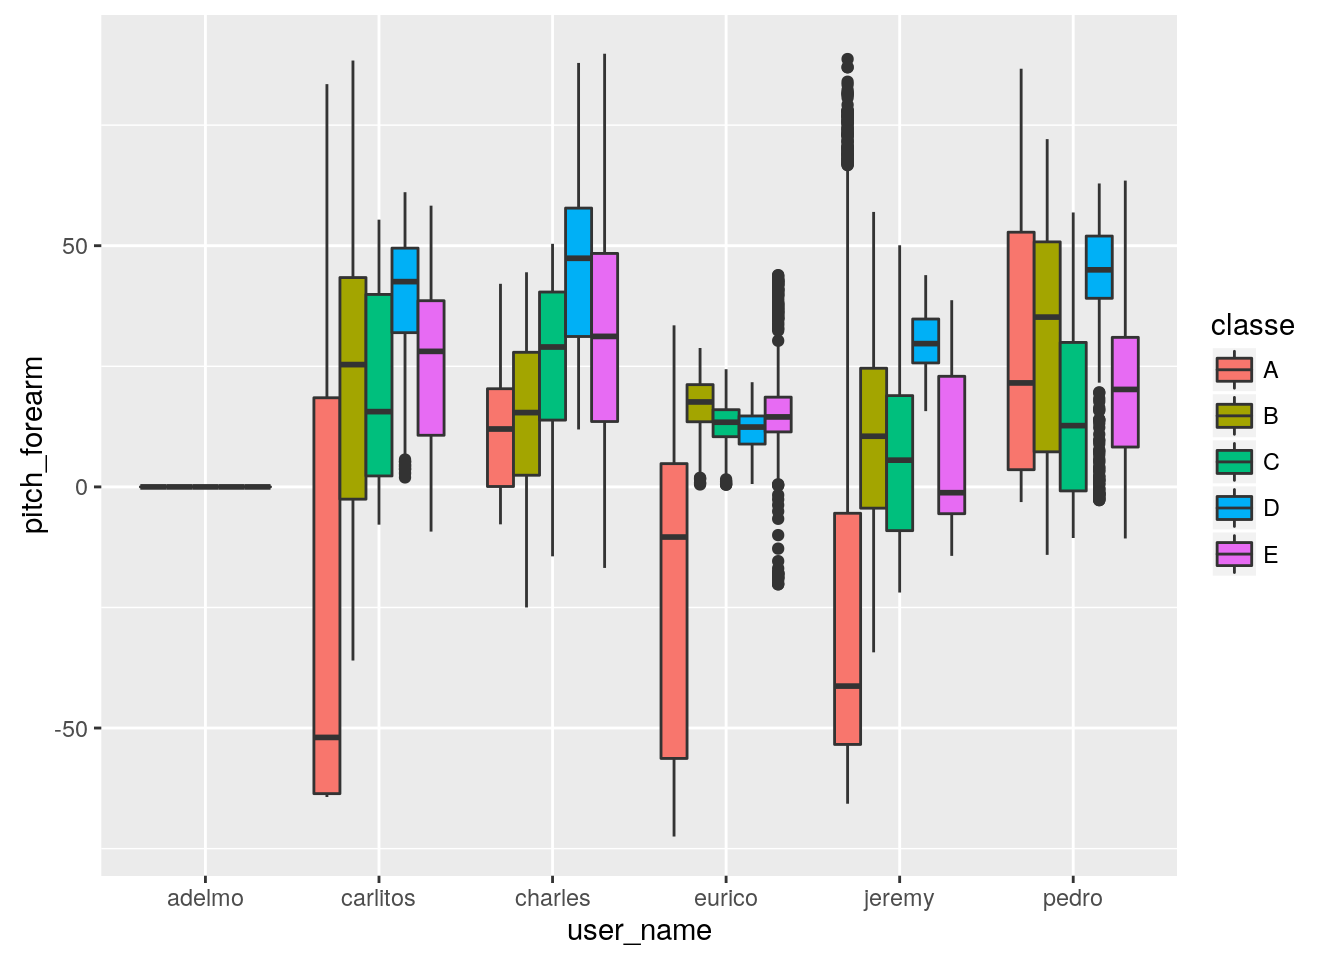 pitch_forearm
50
0
-50
adelmo
carlitos
charles
eurico
jeremy
pedro
user_name
classe
A
B
C
D
E